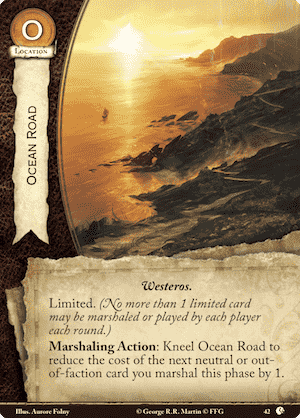 0
LOCATION
OCEAN ROAD
Westeros.
Limited. (No more than 1 limited card
may be marshaled or played by each player
each round.)
Marshaling Action: Kneel Ocean Road to
reduce the cost of the next neutral or out-
of-faction card you marshal this phase by 1.
Illus. Aurore Folny
© George R.R. Martin © FFG
42